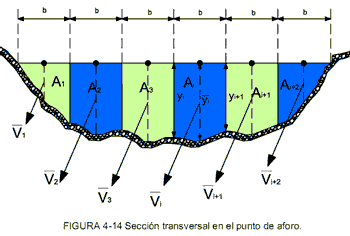 b b b b b b
A1 A2 A3 Ai Ai+1 Ai+2
yi y̅i yi+1
V̅1
V̅2
V̅3
V̅i
V̅i+1
V̅i+2
FIGURA 4-14 Sección transversal en el punto de aforo.